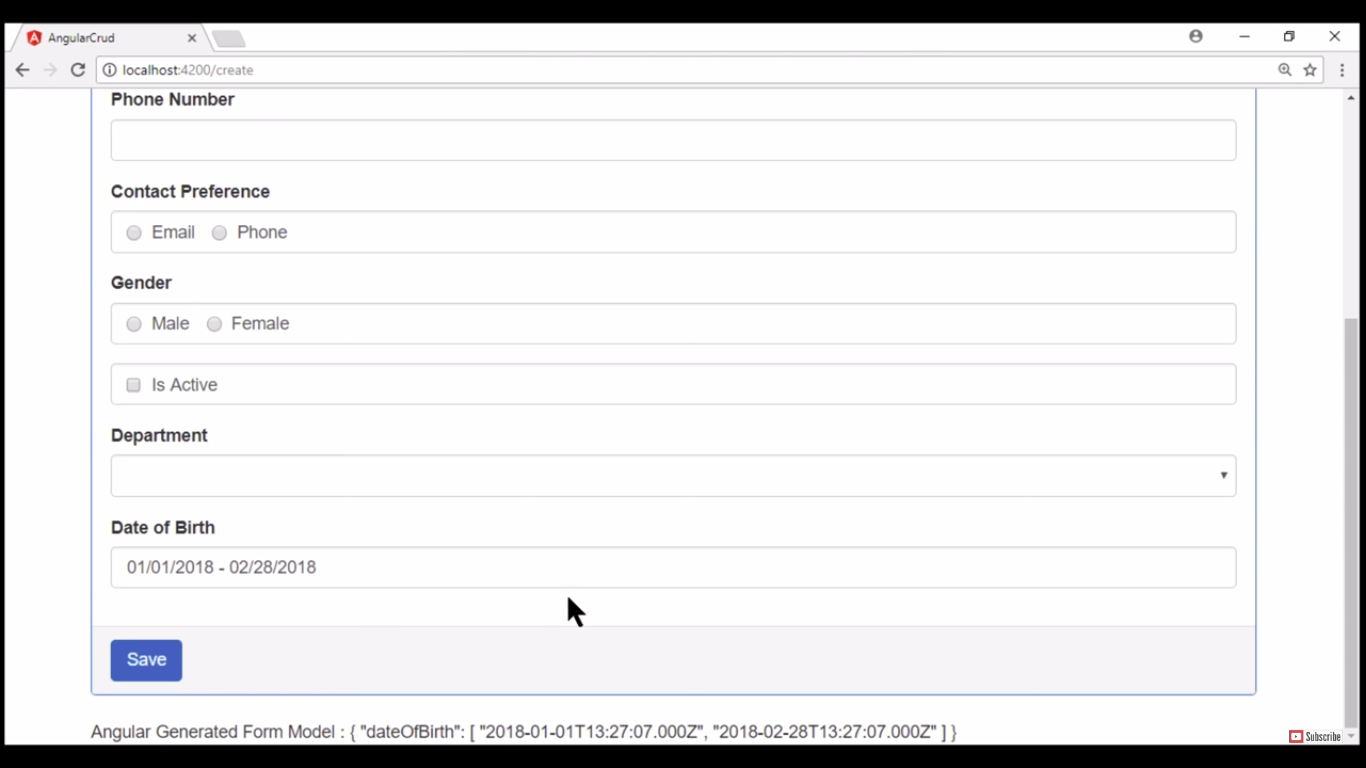 AngularCrud
localhost:4200/create
Phone Number
Contact Preference
Email Phone
Gender
Male Female
Is Active
Department
Date of Birth
01/01/2018 - 02/28/2018
Save
Angular Generated Form Model : { "dateOfBirth": [ "2018-01-01T13:27:07.000Z", "2018-02-28T13:27:07.000Z" ] }
Subscribe